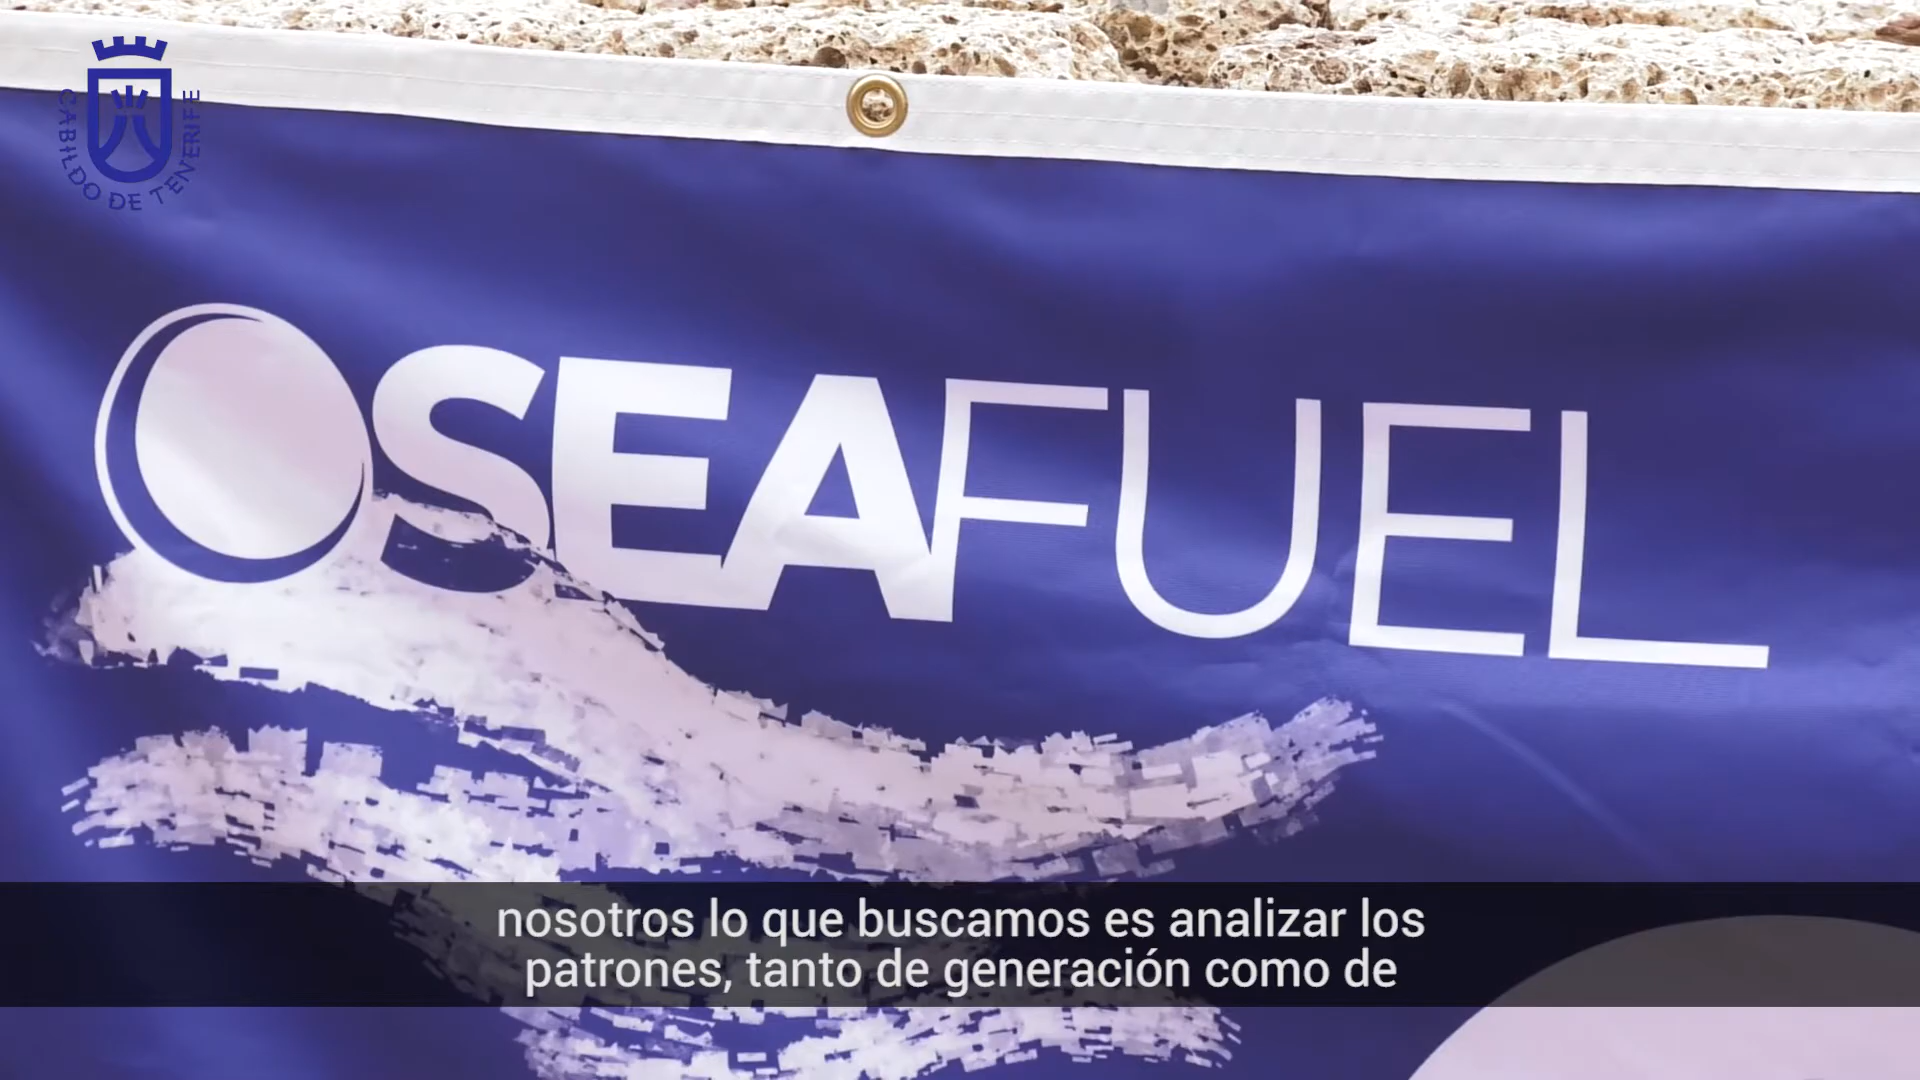 CABILDO DE TENERIFE
SEAFUEL
nosotros lo que buscamos es analizar los
patrones, tanto de generación como de